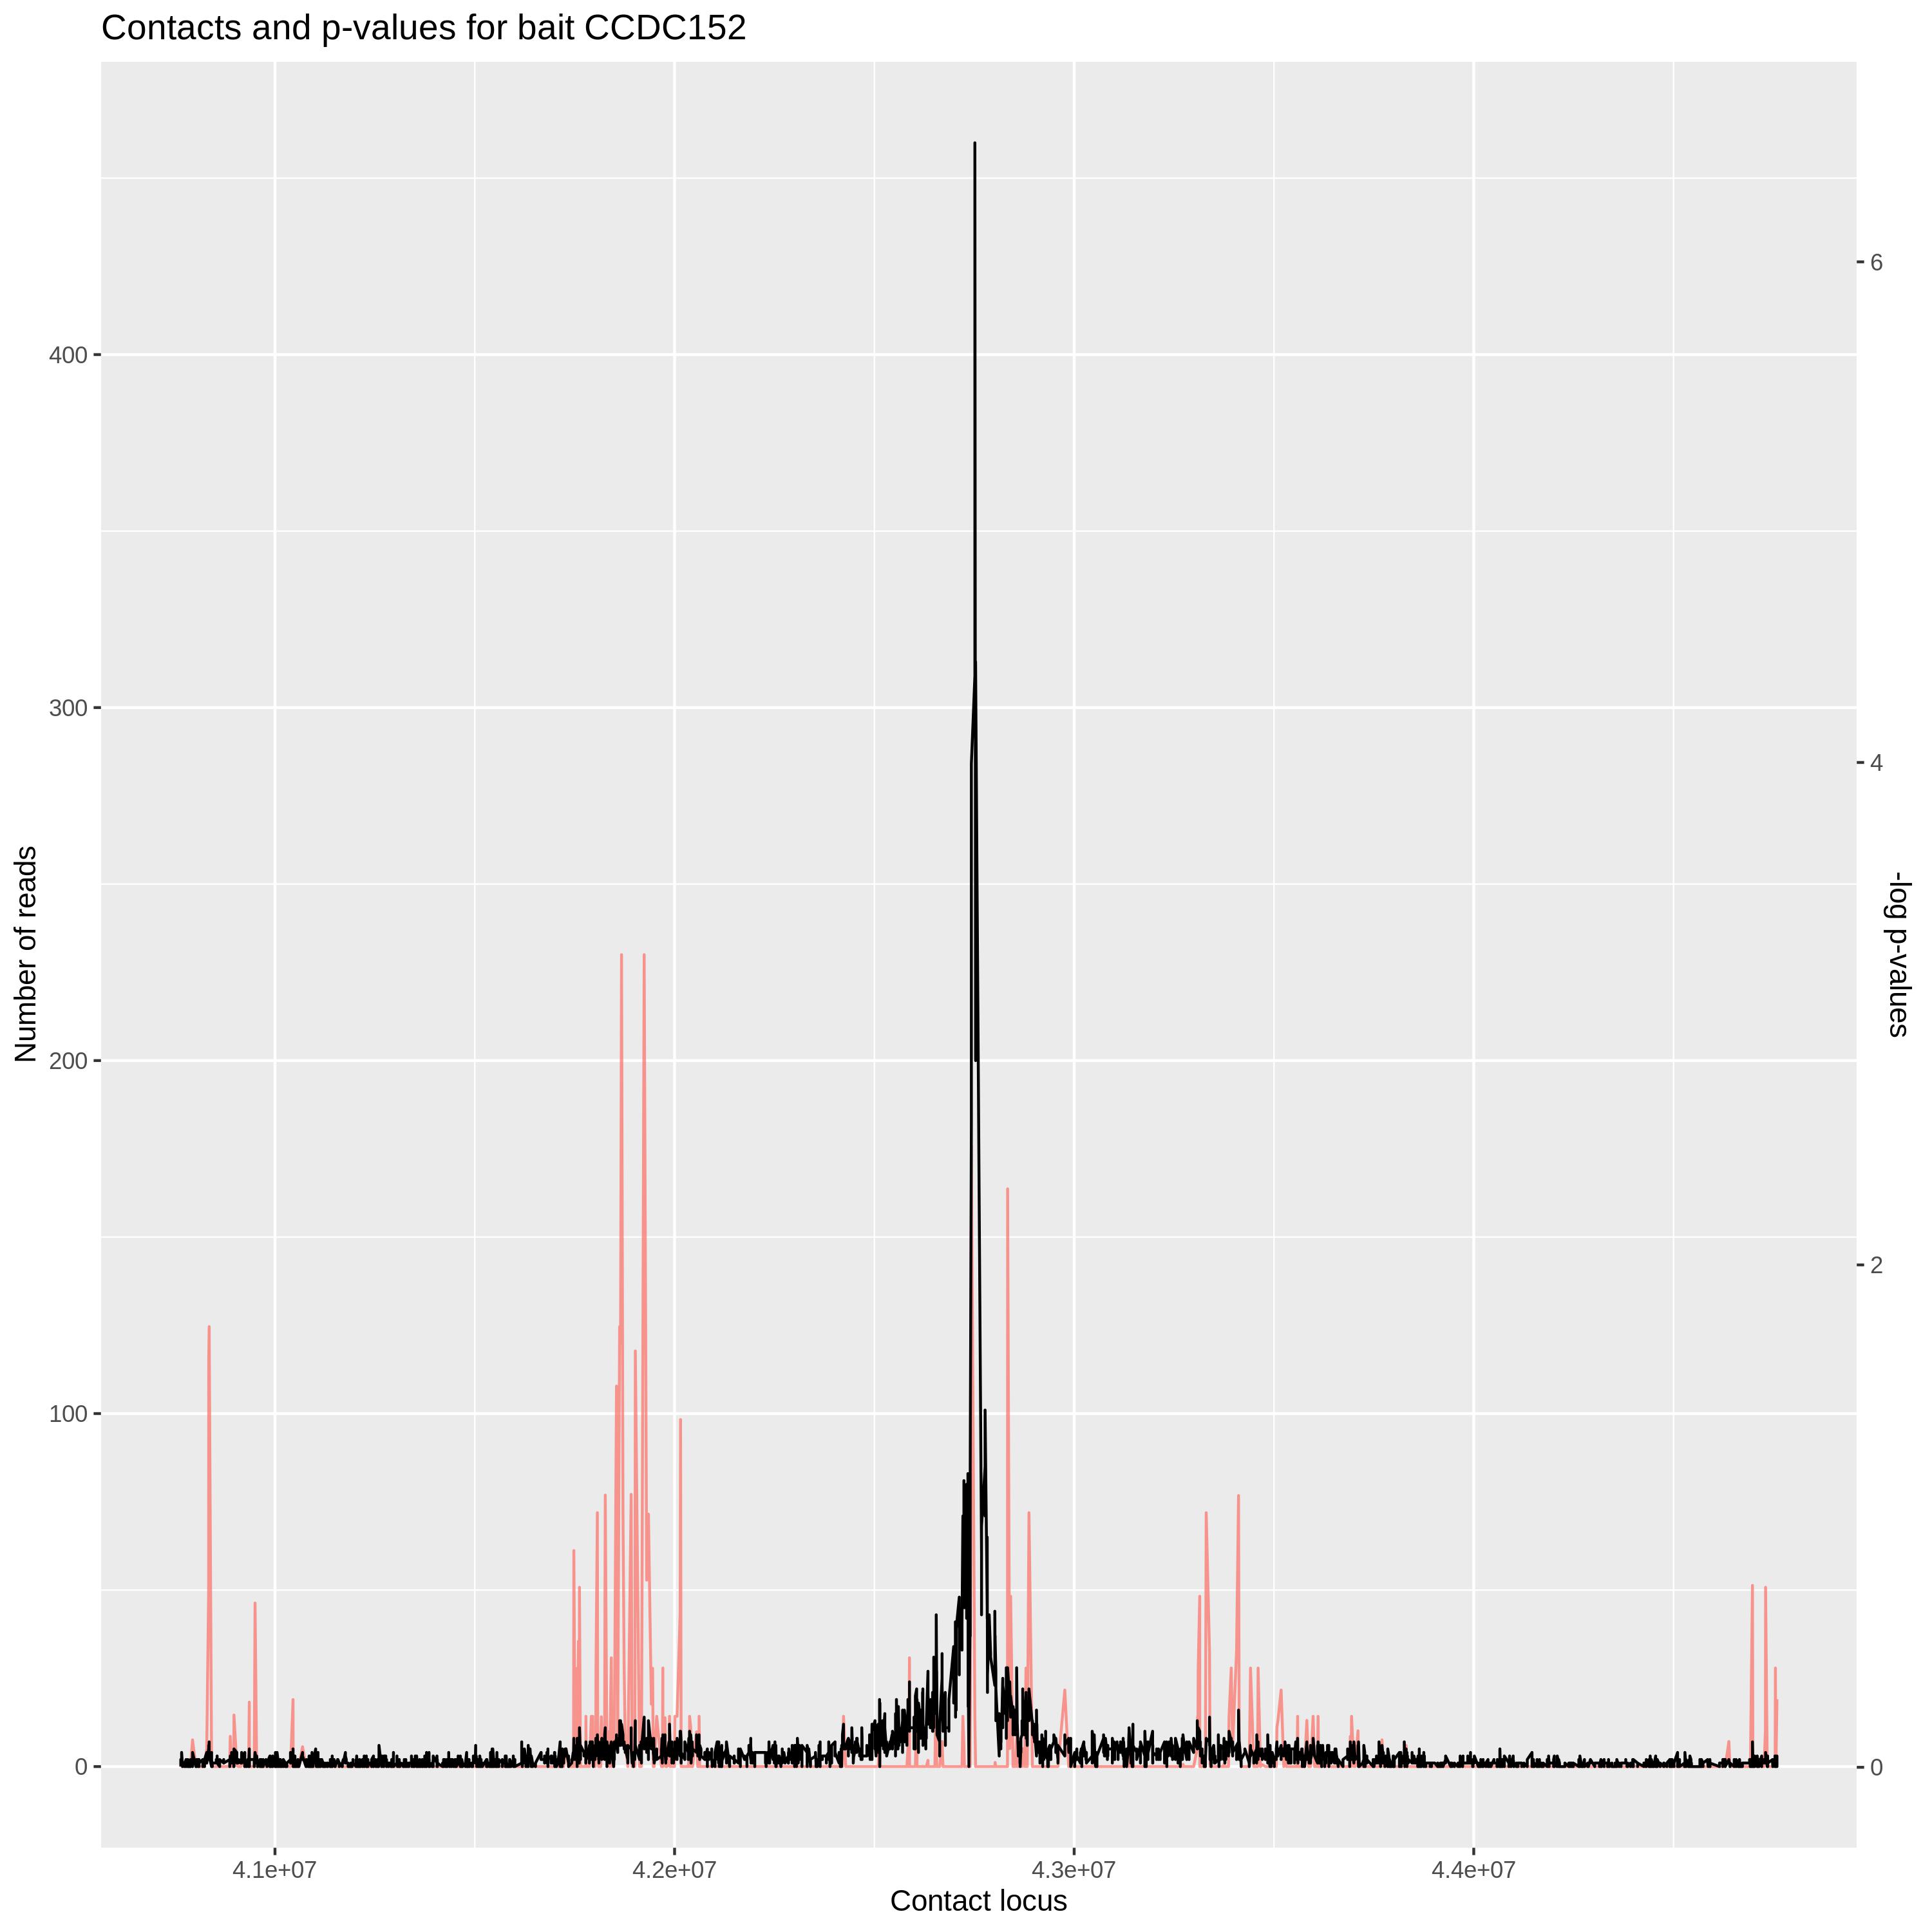 Contacts and p-values for bait CCDC152
Number of reads
400
300
200
100
0
6
4
2
0
-log p-values
4.1e+07
4.2e+07
4.3e+07
4.4e+07
Contact locus